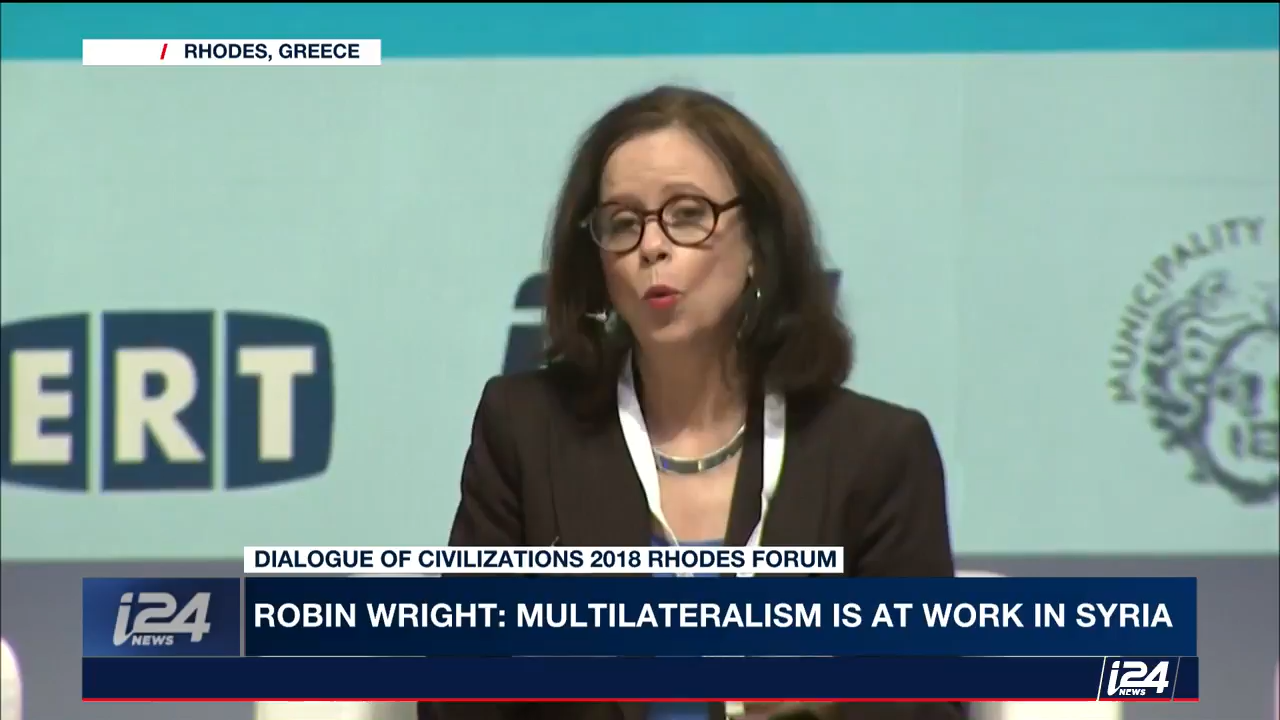 / RHODES, GREECE
MUNICIPALITY
ERT
DIALOGUE OF CIVILIZATIONS 2018 RHODES FORUM
i24
NEWS
ROBIN WRIGHT: MULTILATERALISM IS AT WORK IN SYRIA
i24
NEWS